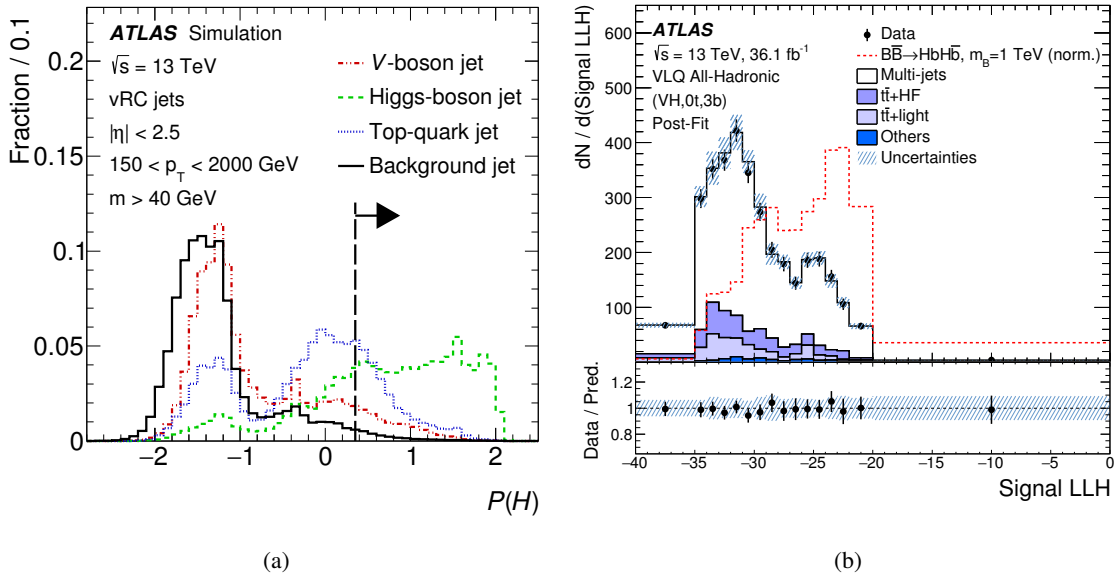 ATLAS Simulation
√s = 13 TeV
vRC jets
|η| < 2.5
150 < p_T < 2000 GeV
m > 40 GeV
V-boson jet
Higgs-boson jet
Top-quark jet
Background jet
Fraction / 0.1
0.2
0.15
0.1
0.05
0
−2 −1 0 1 2
P(H)
(a)
ATLAS
√s = 13 TeV, 36.1 fb⁻¹
VLQ All-Hadronic
(VH,0t,3b)
Post-Fit
Data
BB̅→HbHb̅, m_B=1 TeV (norm.)
Multi-jets
tt̅+HF
tt̅+light
Others
Uncertainties
dN / d(Signal LLH)
600
500
400
300
200
100
Data / Pred.
1.2
1.0
0.8
−40 −35 −30 −25 −20 −15 −10 −5 0
Signal LLH
(b)